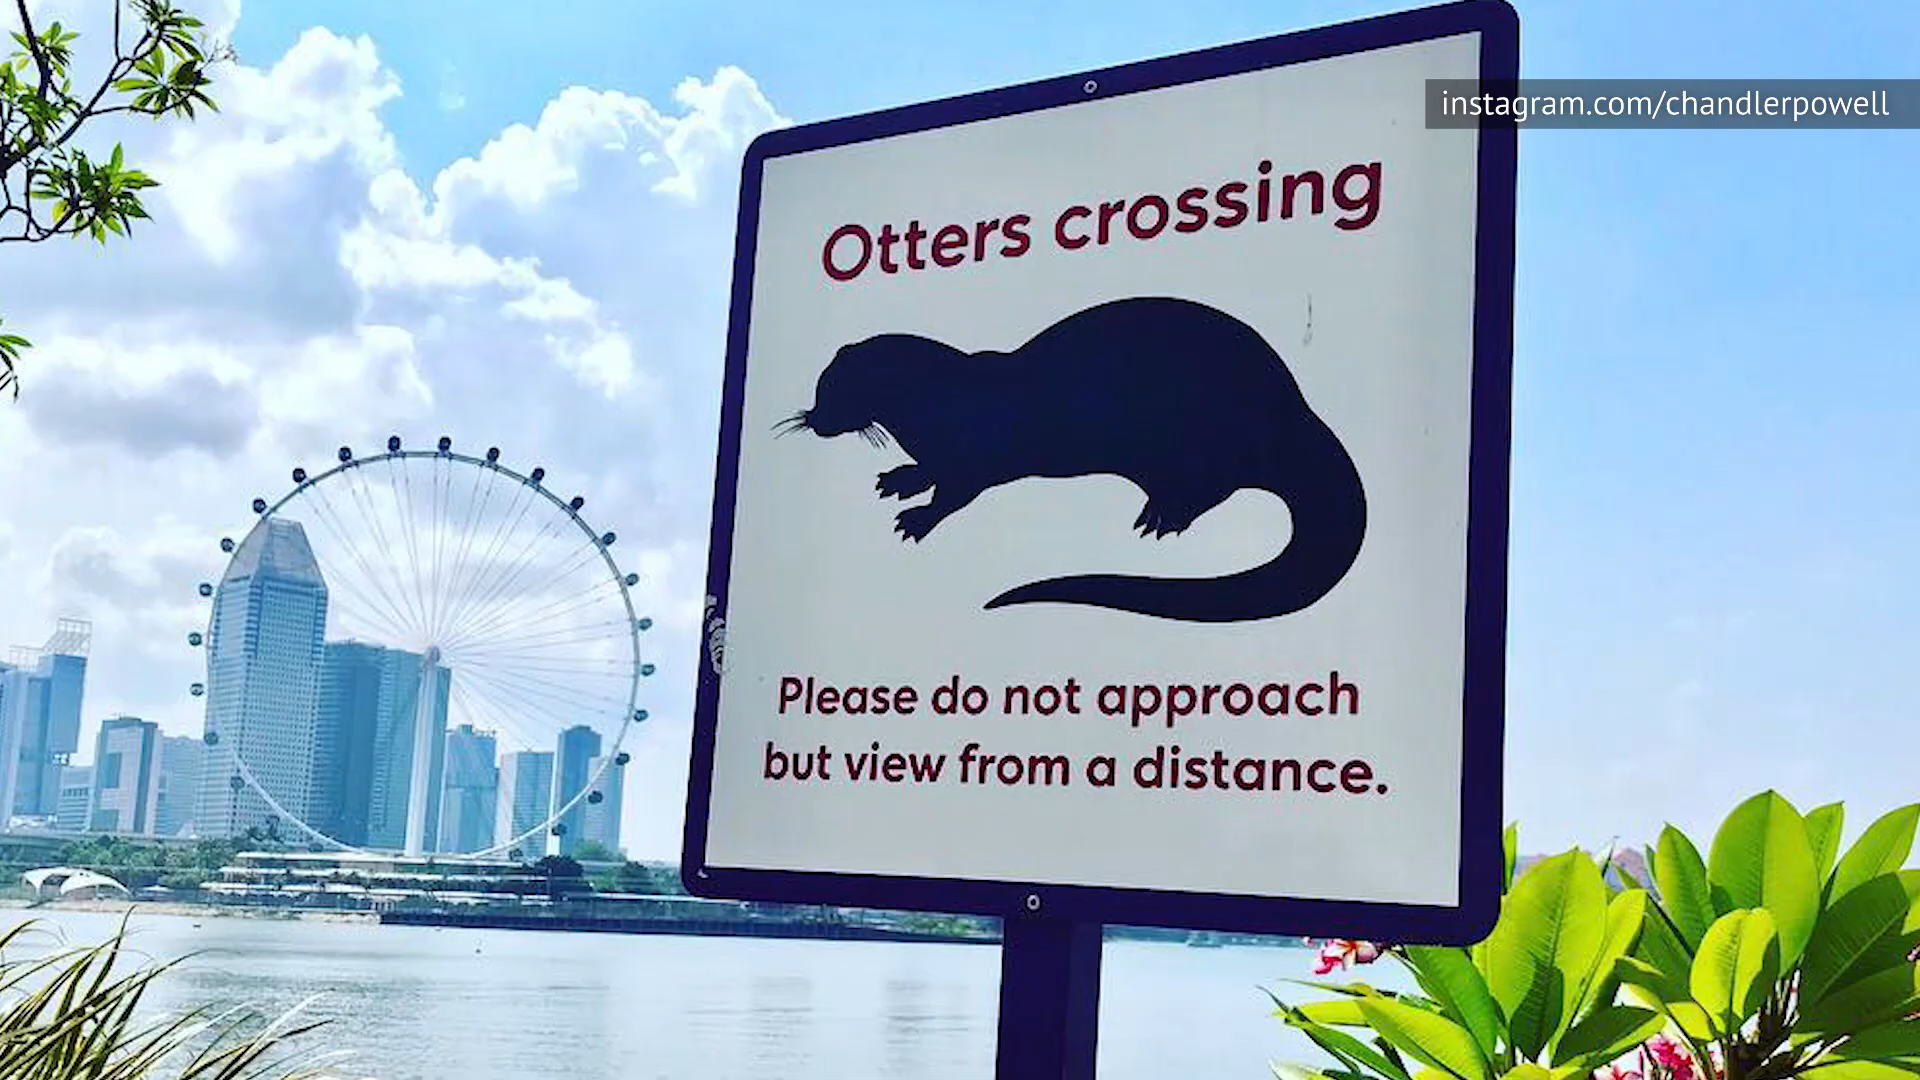 instagram.com/chandlerpowell
Otters crossing
Please do not approach
but view from a distance.